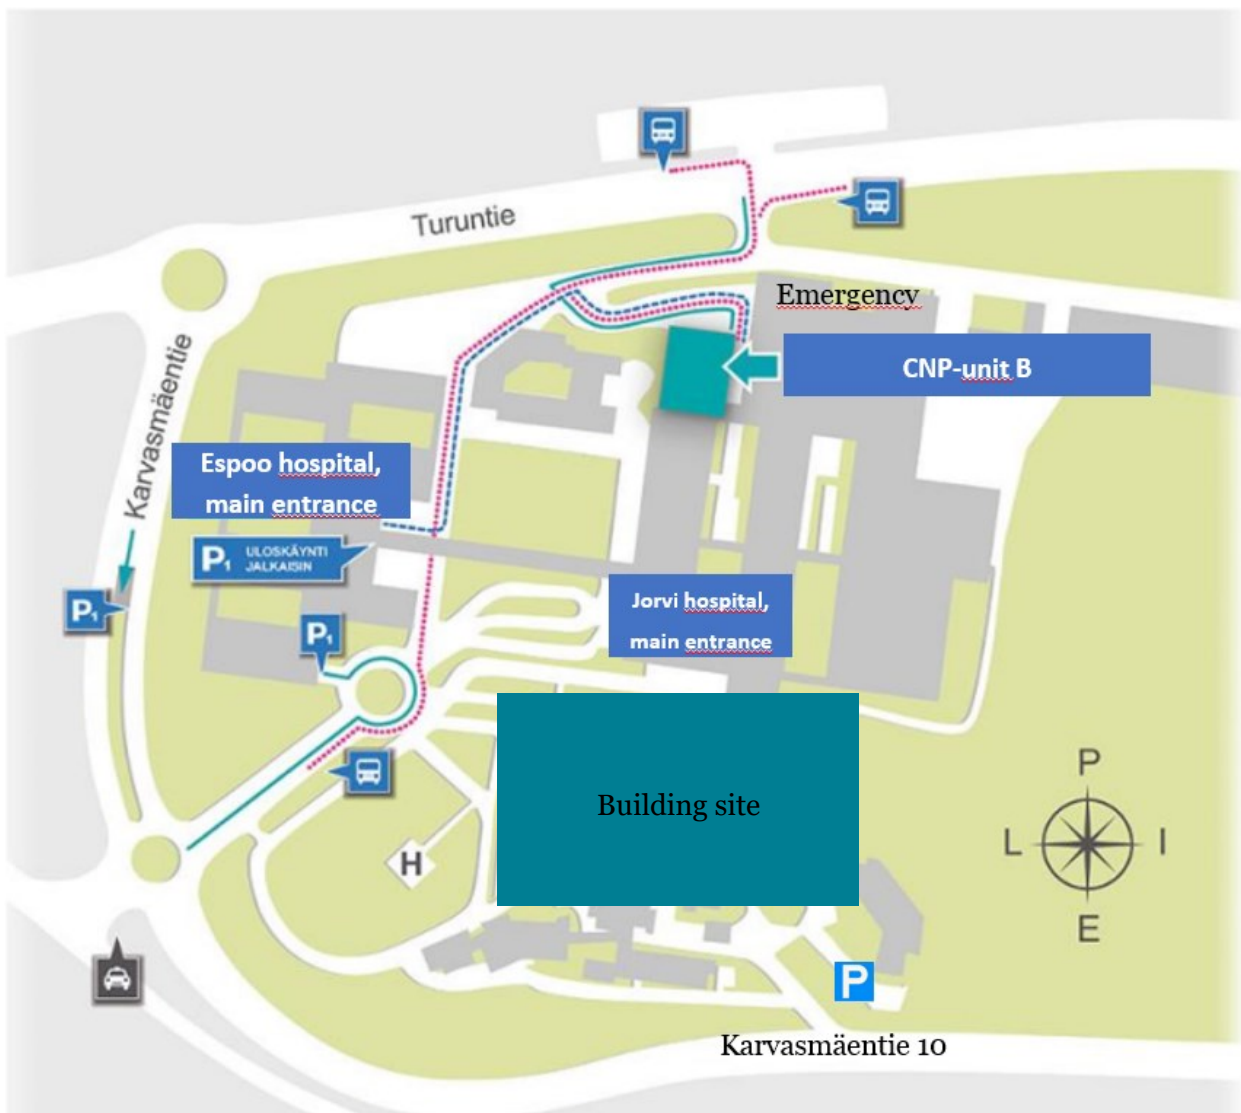 Turuntie
Emergency
CNP-unit B
Karvasmäentie
Espoo hospital,
main entrance
P1 ULOSKÄYNTI
JALKAISIN
P1
P1
Jorvi hospital,
main entrance
Building site
H
P
L I
E
P
Karvasmäentie 10